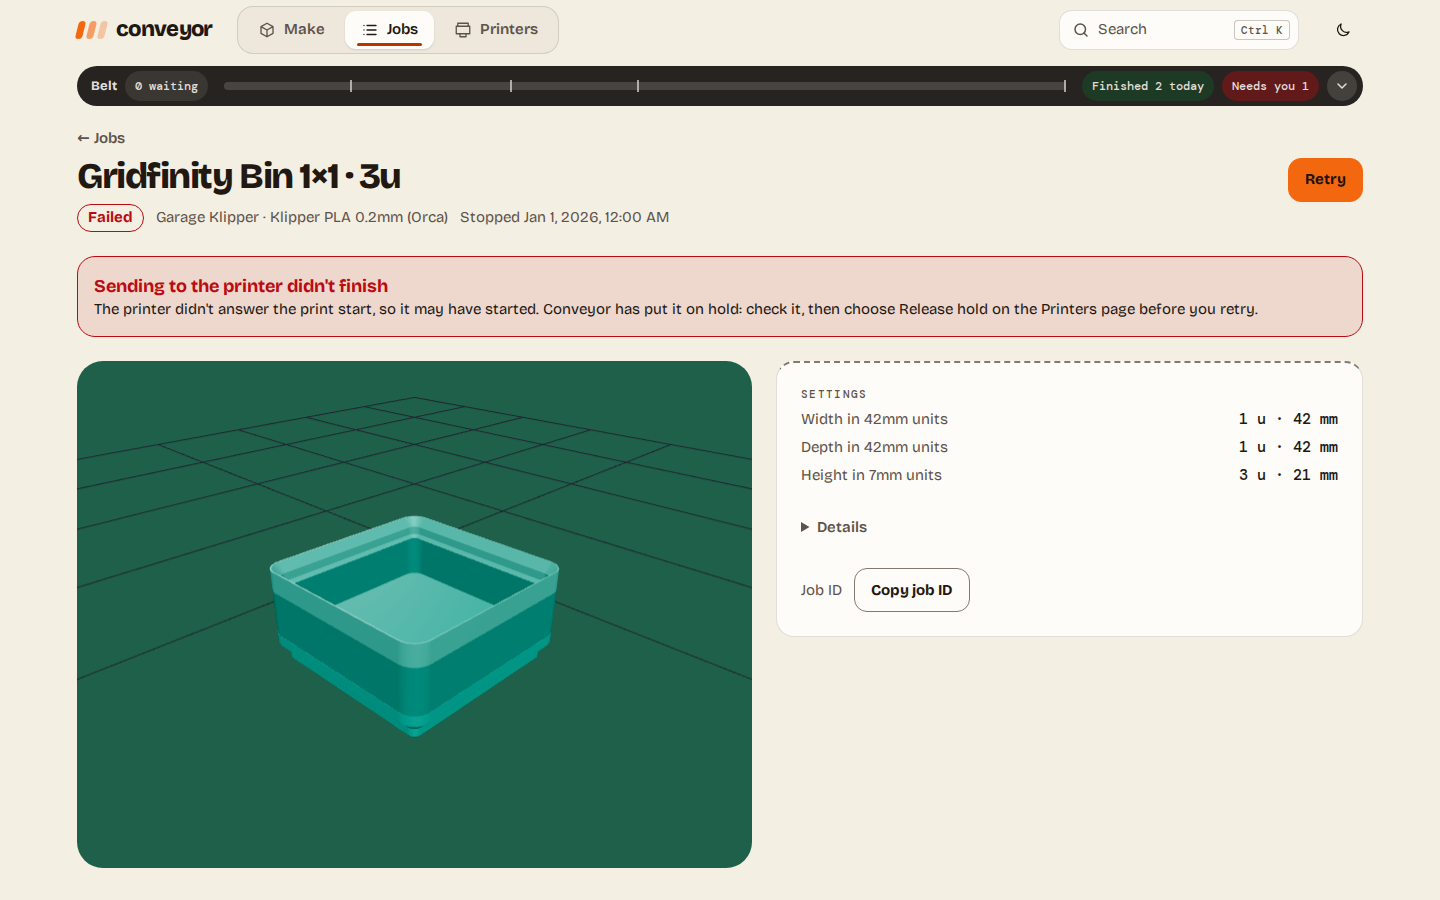 conveyor
Make
Jobs
Printers
Search
Ctrl K
Belt
0 waiting
Finished 2 today
Needs you 1
← Jobs
Gridfinity Bin 1×1 · 3u
Retry
Failed
Garage Klipper · Klipper PLA 0.2mm (Orca)
Stopped Jan 1, 2026, 12:00 AM
Sending to the printer didn't finish
The printer didn't answer the print start, so it may have started. Conveyor has put it on hold: check it, then choose Release hold on the Printers page before you retry.
SETTINGS
Width in 42mm units 1 u · 42 mm
Depth in 42mm units 1 u · 42 mm
Height in 7mm units 3 u · 21 mm
Details
Job ID
Copy job ID